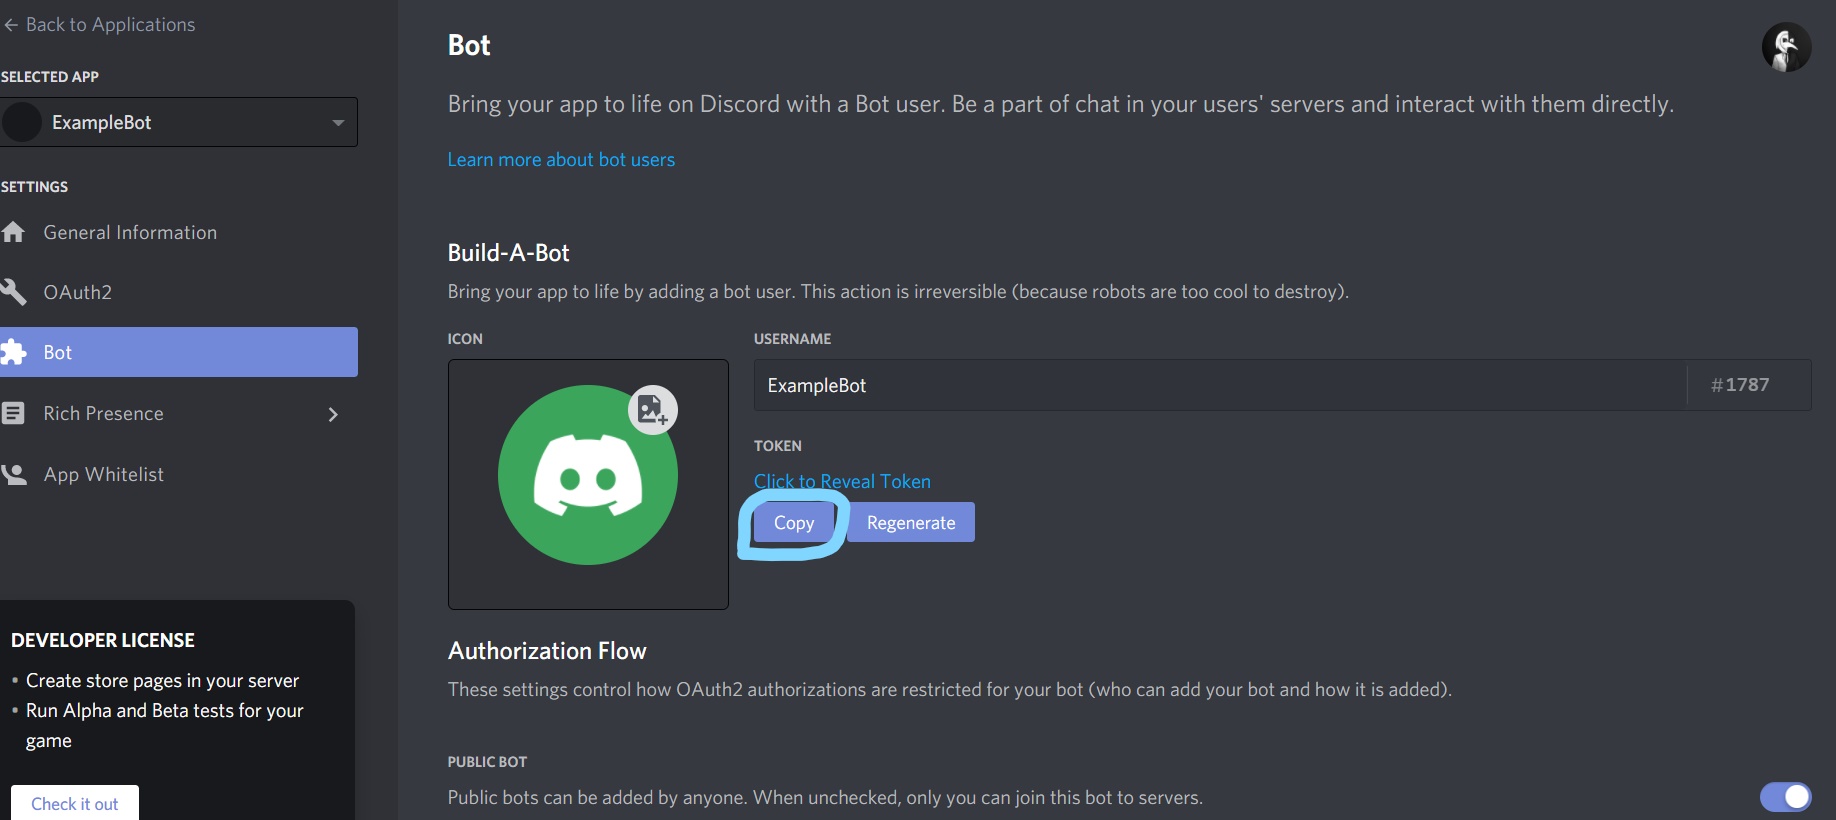 ← Back to Applications
SELECTED APP
ExampleBot
SETTINGS
General Information
OAuth2
Bot
Rich Presence
App Whitelist
DEVELOPER LICENSE
• Create store pages in your server
• Run Alpha and Beta tests for your
game
Check it out
Bot
Bring your app to life on Discord with a Bot user. Be a part of chat in your users' servers and interact with them directly.
Learn more about bot users
Build-A-Bot
Bring your app to life by adding a bot user. This action is irreversible (because robots are too cool to destroy).
ICON
USERNAME
ExampleBot #1787
TOKEN
Click to Reveal Token
Copy Regenerate
Authorization Flow
These settings control how OAuth2 authorizations are restricted for your bot (who can add your bot and how it is added).
PUBLIC BOT
Public bots can be added by anyone. When unchecked, only you can join this bot to servers.